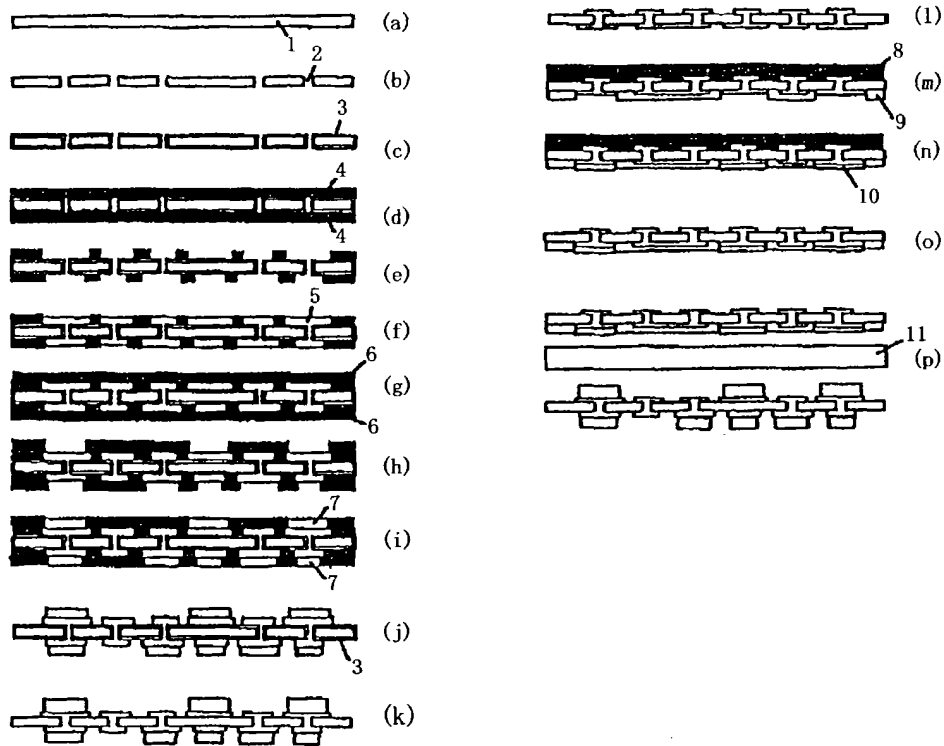 1
(a)
2
(b)
3
(c)
4
4
(d)
(e)
5
(f)
6
(g)
6
(h)
7
(i)
7
(j)
3
(k)
(l)
8
(m)
9
(n)
10
(o)
11
(p)